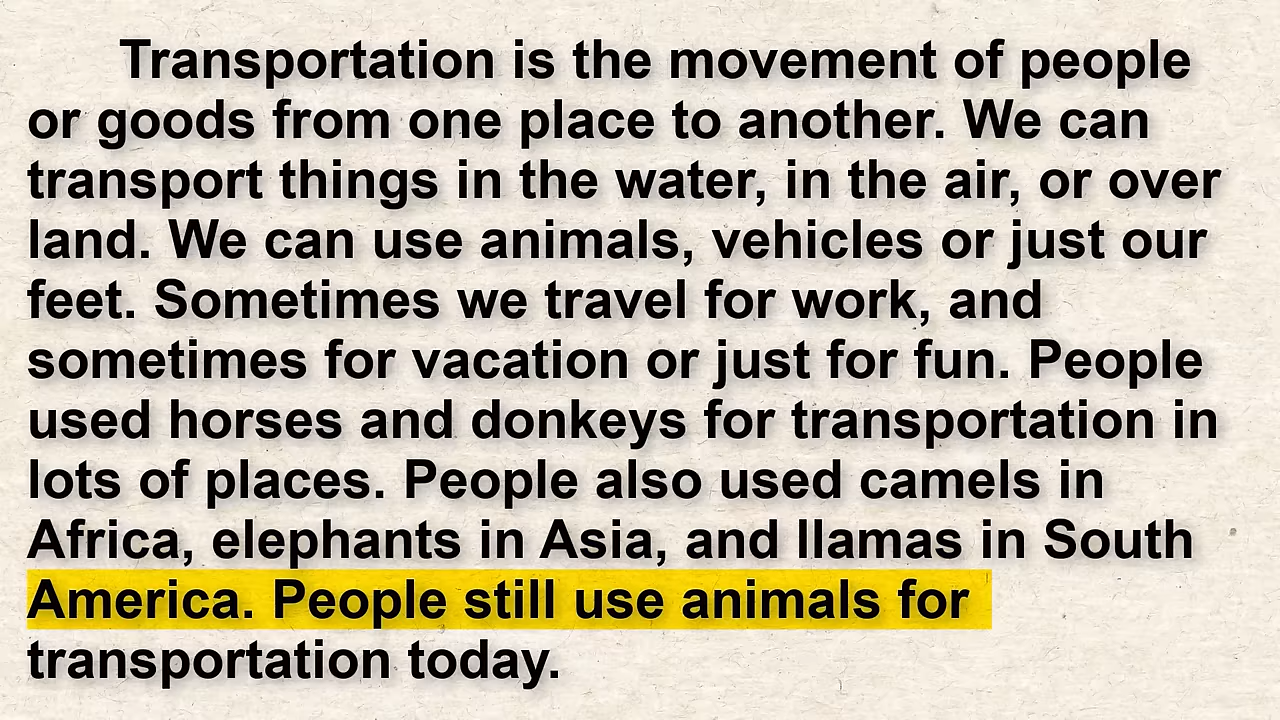 Transportation is the movement of people
or goods from one place to another. We can
transport things in the water, in the air, or over
land. We can use animals, vehicles or just our
feet. Sometimes we travel for work, and
sometimes for vacation or just for fun. People
used horses and donkeys for transportation in
lots of places. People also used camels in
Africa, elephants in Asia, and llamas in South
America. People still use animals for
transportation today.